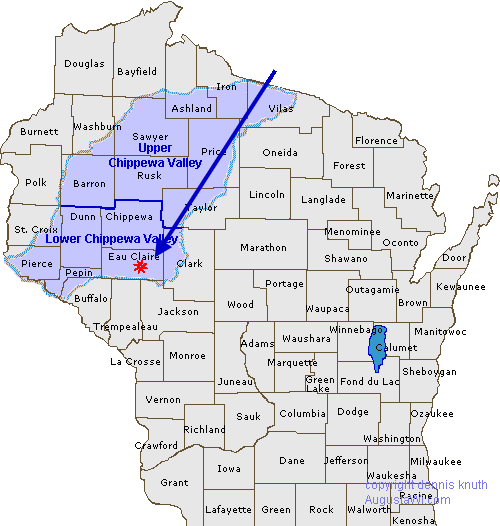 Douglas
Bayfield
Iron
Vilas
Ashland
Washburn
Burnett
Sawyer
Upper
Chippewa Valley
Price
Florence
Oneida
Forest
Polk
Barron
Rusk
Lincoln
Langlade
Marinette
Taylor
Dunn
Chippewa
St. Croix
Lower Chippewa Valley
Menominee
Oconto
Marathon
Shawano
Door
Pierce
Eau Claire
Clark
Pepin
Portage
Outagamie
Kewaunee
Buffalo
Wood
Waupaca
Brown
Jackson
Trempealeau
Winnebago
Manitowoc
Waushara
Adams
Calumet
La Crosse
Monroe
Marquette
Sheboygan
Juneau
Green
Lake
Fond du Lac
Vernon
Sauk
Columbia
Dodge
Ozaukee
Richland
Washington
Crawford
Iowa
Dane
Jefferson
Milwaukee
Waukesha
Grant
copyright dennis knuth
AugustaWI.com
Racine
Lafayette
Green
Rock
Walworth
Kenosha